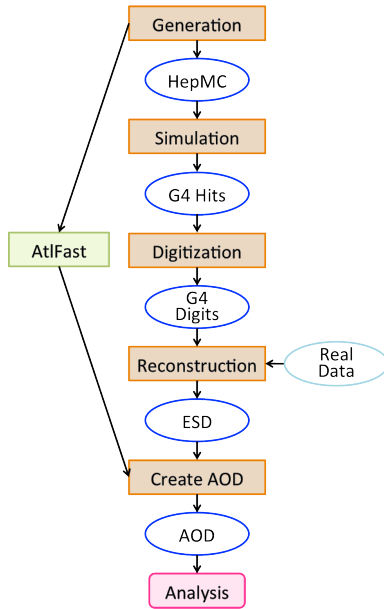 Generation
HepMC
Simulation
G4 Hits
AtlFast
Digitization
G4
Digits
Reconstruction
Real
Data
ESD
Create AOD
AOD
Analysis